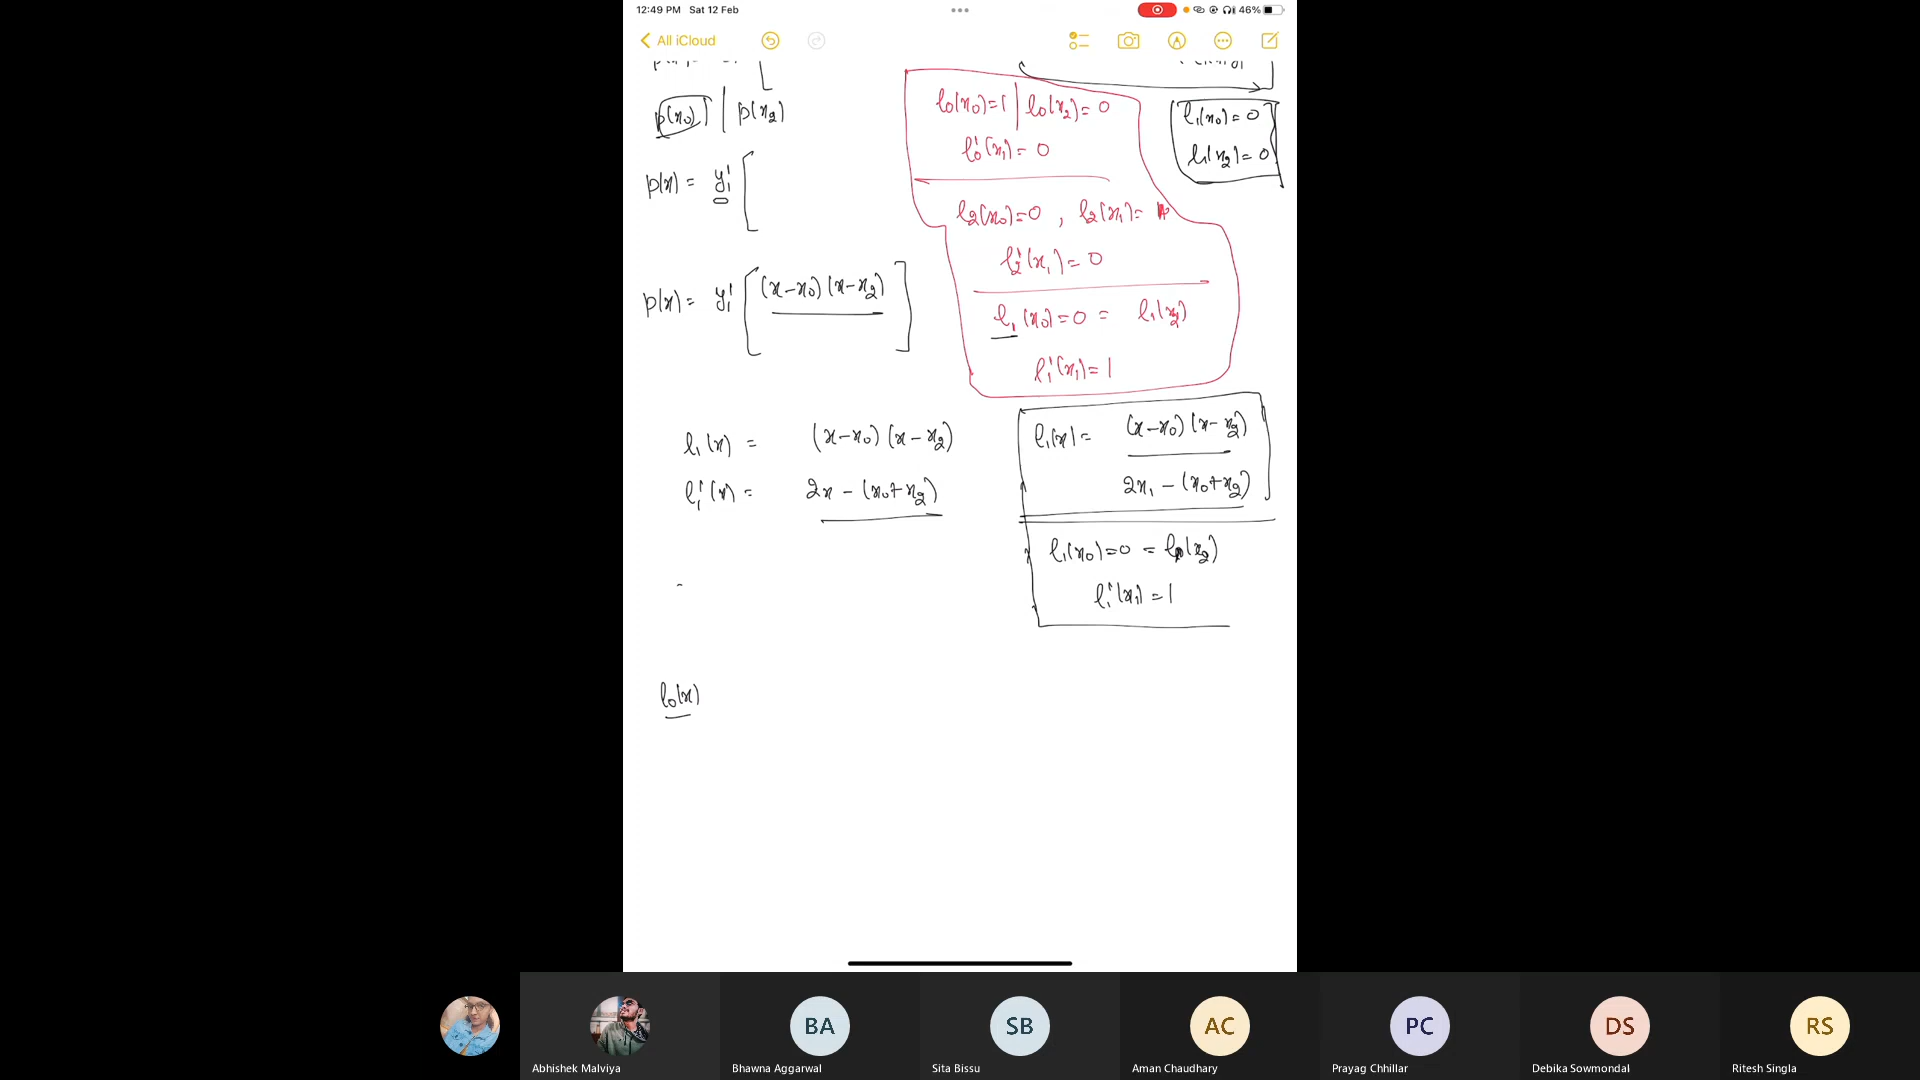 12:49 PM Sat 12 Feb 46%
All iCloud
p(x₀) | p(x₂)
l₀(x₀)=1 | l₀(x₂)= 0
l₁(x₀)=0
l₀'(x₁)= 0
l₁(x₂)=0
p(x)= y₁' [
l₂(x₀)=0 , l₂(x₁)=
l₂'(x₁)=0
p(x)= y₁' [ (x-x₀)(x-x₂) ]
l₁(x₀)=0 = l₁(x₂)
l₁'(x₁)=1
l₁(x) = (x-x₀)(x-x₂)
l₁(x)= (x-x₀)(x-x₂)
l₁'(x)= 2x-(x₀+x₂)
2x₁-(x₀+x₂)
l₁(x₀)=0 = l₁(x₂)
l₁'(x₁)=1
l₀(x)
BA SB AC PC DS RS
Abhishek Malviya Bhawna Aggarwal Sita Bissu Aman Chaudhary Prayag Chhillar Debika Sowmondal Ritesh Singla